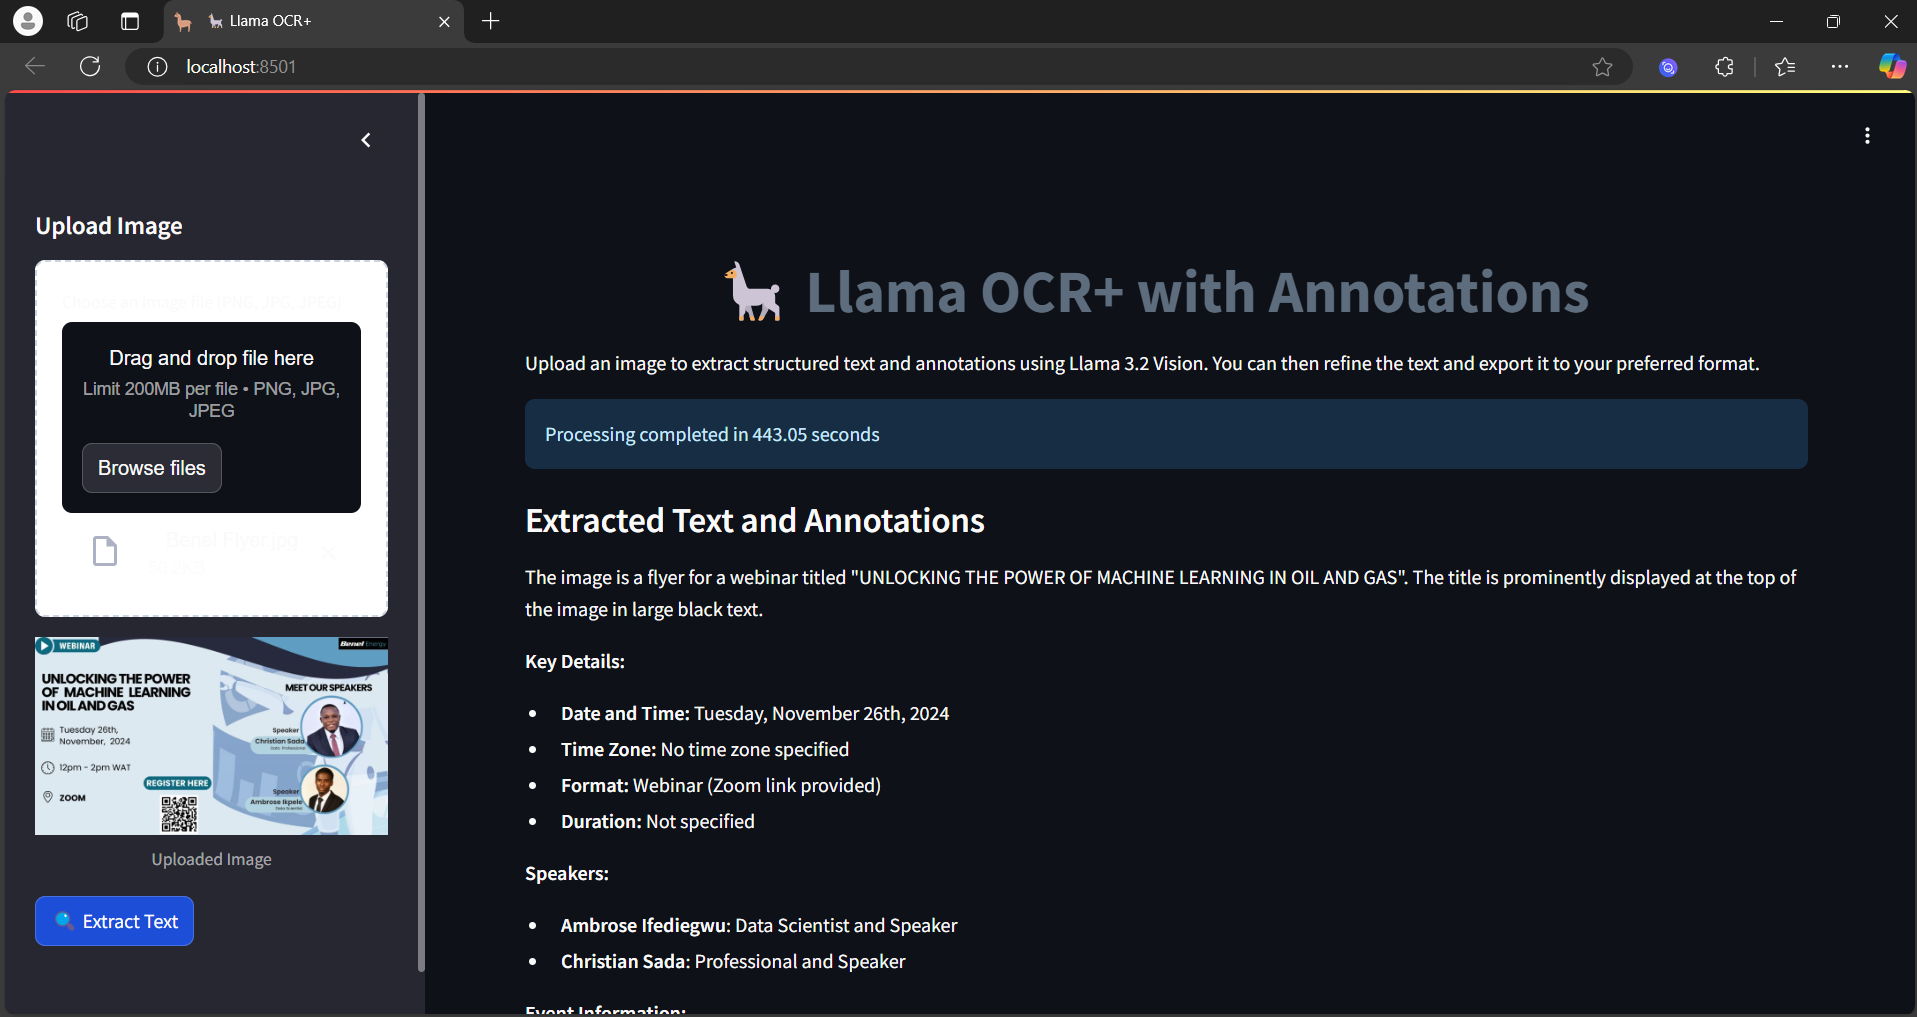 Llama OCR+
localhost:8501
Upload Image
Choose an image file (PNG, JPG, JPEG)
Drag and drop file here
Limit 200MB per file • PNG, JPG,
JPEG
Browse files
Benel Flyer.jpg
WEBINAR
Benel Energy
UNLOCKING THE POWER
OF MACHINE LEARNING
IN OIL AND GAS
MEET OUR SPEAKERS
Tuesday 26th,
November, 2024
Speaker
Christian Sada
Data Professional
12pm - 2pm WAT
REGISTER HERE
ZOOM
Speaker
Ambrose Ikpele
Data Scientist
Uploaded Image
Extract Text
Llama OCR+ with Annotations
Upload an image to extract structured text and annotations using Llama 3.2 Vision. You can then refine the text and export it to your preferred format.
Processing completed in 443.05 seconds
Extracted Text and Annotations
The image is a flyer for a webinar titled "UNLOCKING THE POWER OF MACHINE LEARNING IN OIL AND GAS". The title is prominently displayed at the top of
the image in large black text.
Key Details:
• Date and Time: Tuesday, November 26th, 2024
• Time Zone: No time zone specified
• Format: Webinar (Zoom link provided)
• Duration: Not specified
Speakers:
• Ambrose Ifediegwu: Data Scientist and Speaker
• Christian Sada: Professional and Speaker
Event Information: